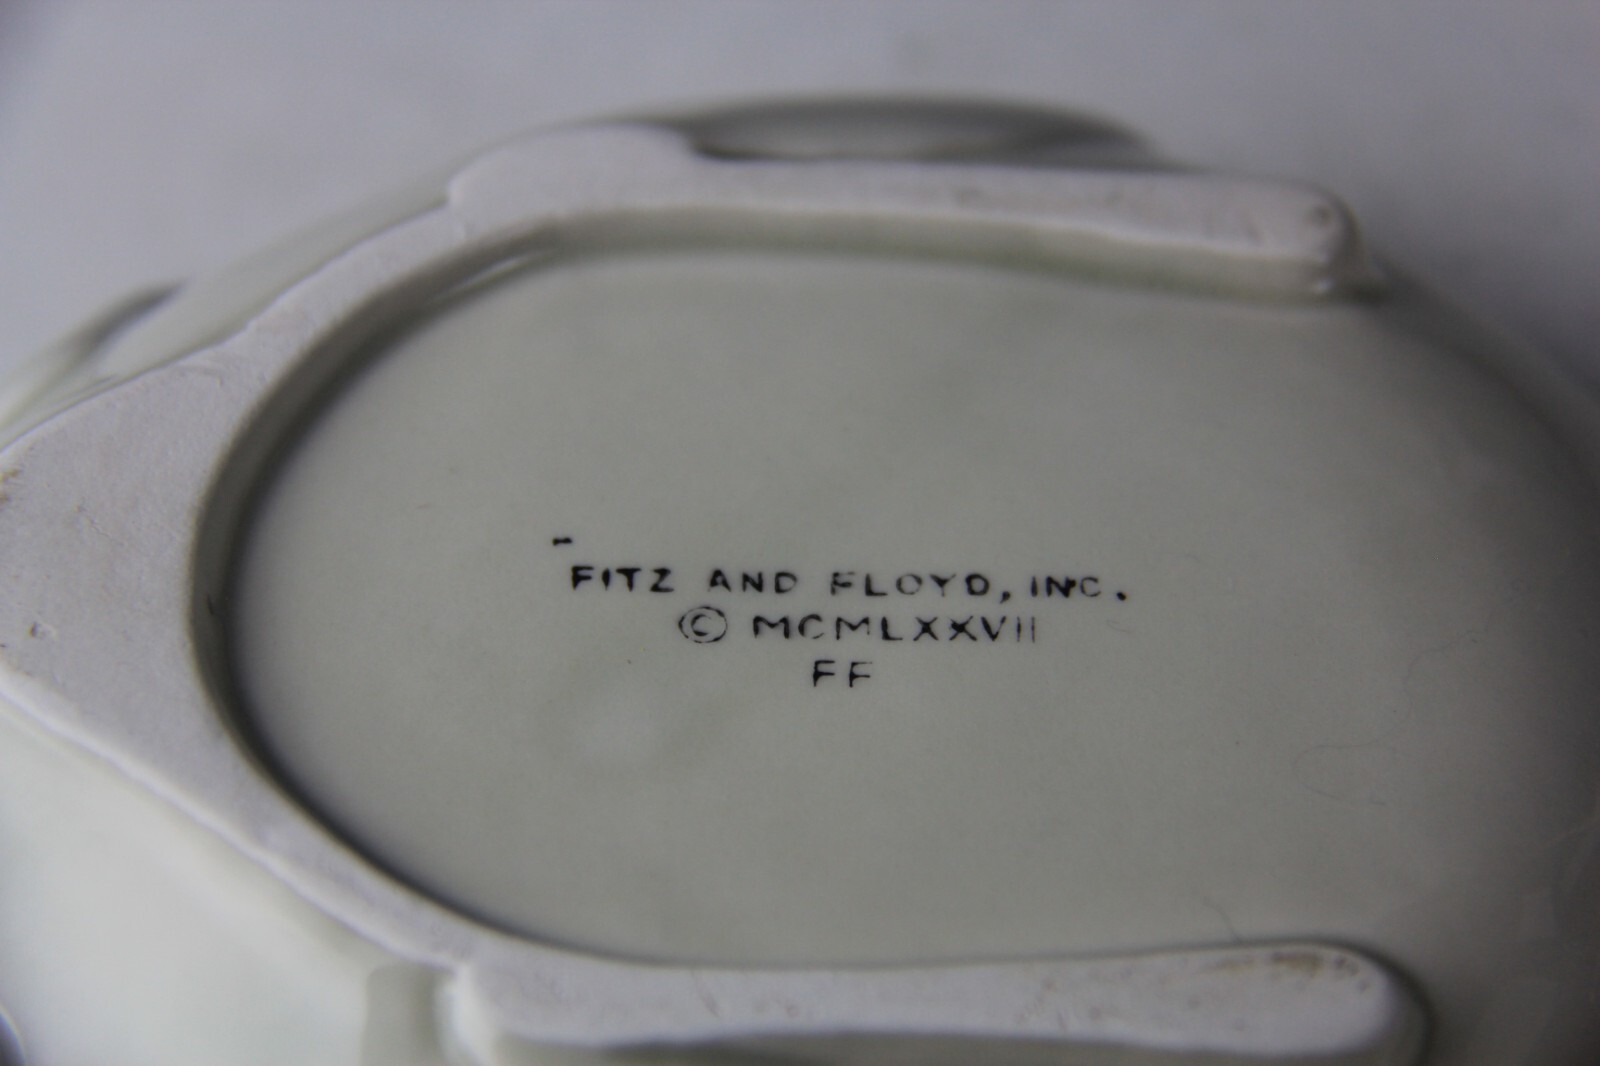 FITZ AND FLOYD, INC.
© MCMLXXVII
FF